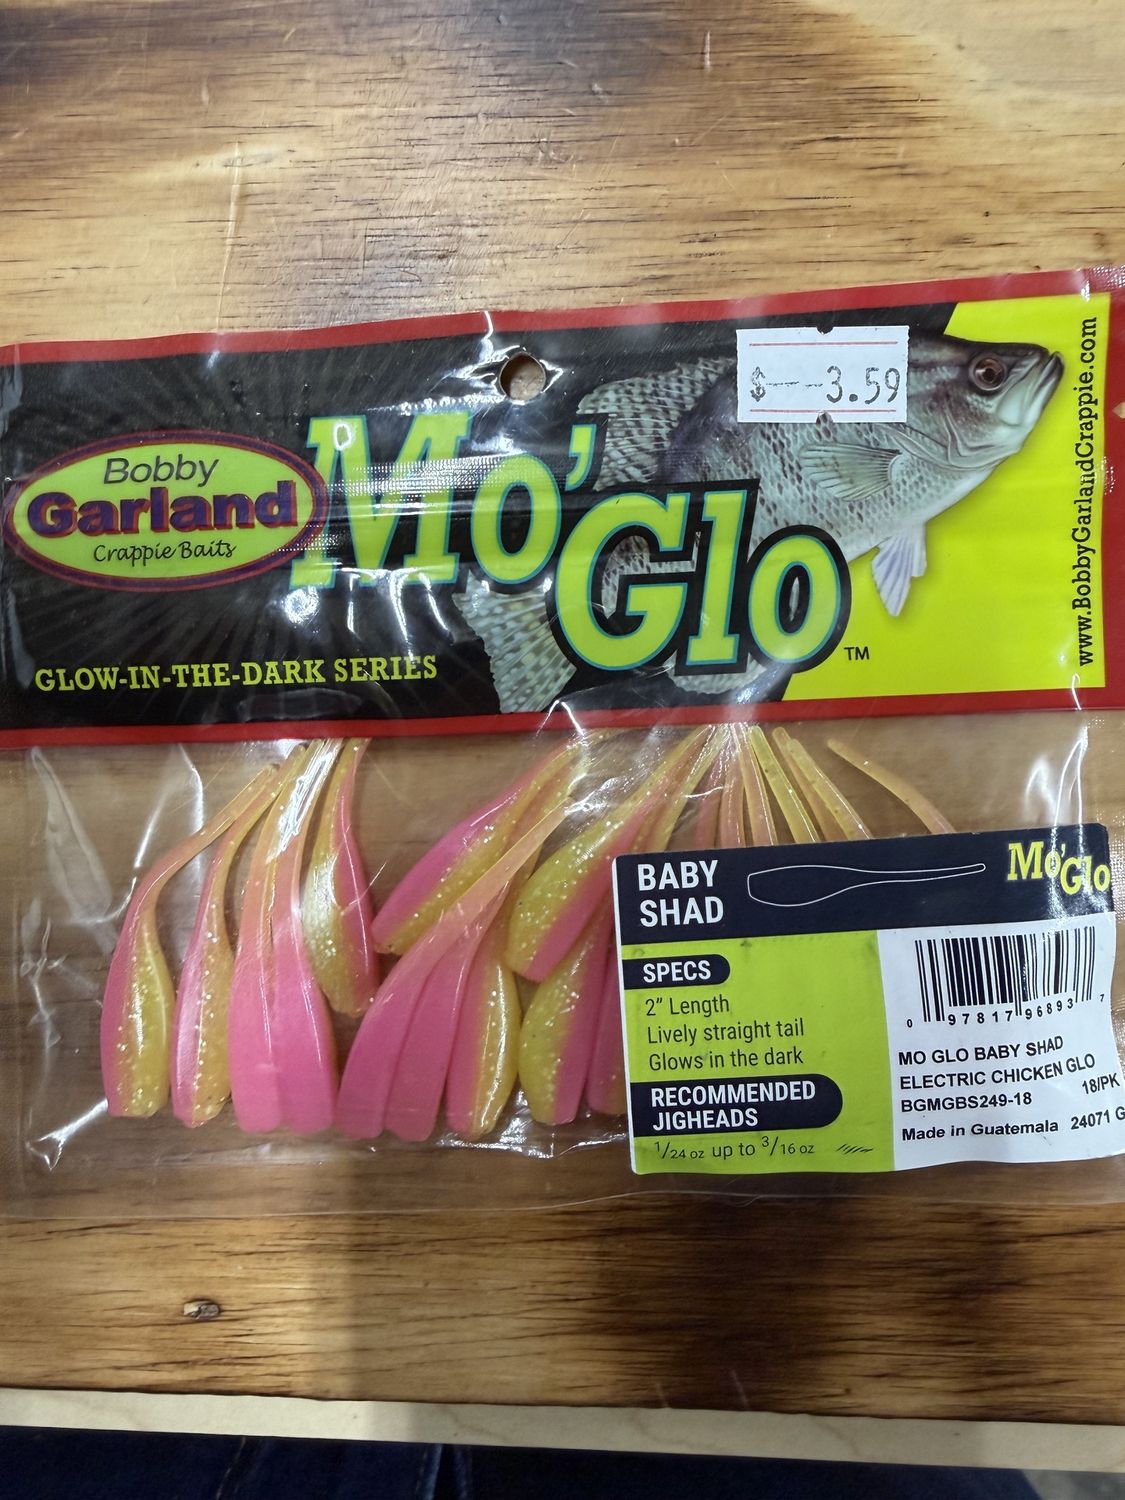 $---3.59
www.BobbyGarlandCrappie.com
Bobby
Garland
Crappie Baits
Mo'Glo™
GLOW-IN-THE-DARK SERIES
BABY
SHAD
Mo'Glo
SPECS
2" Length
Lively straight tail
Glows in the dark
RECOMMENDED
JIGHEADS
1/24 oz up to 3/16 oz
0 97817 96893 7
MO GLO BABY SHAD
ELECTRIC CHICKEN GLO
BGMGBS249-18 18/PK
Made in Guatemala 24071 G